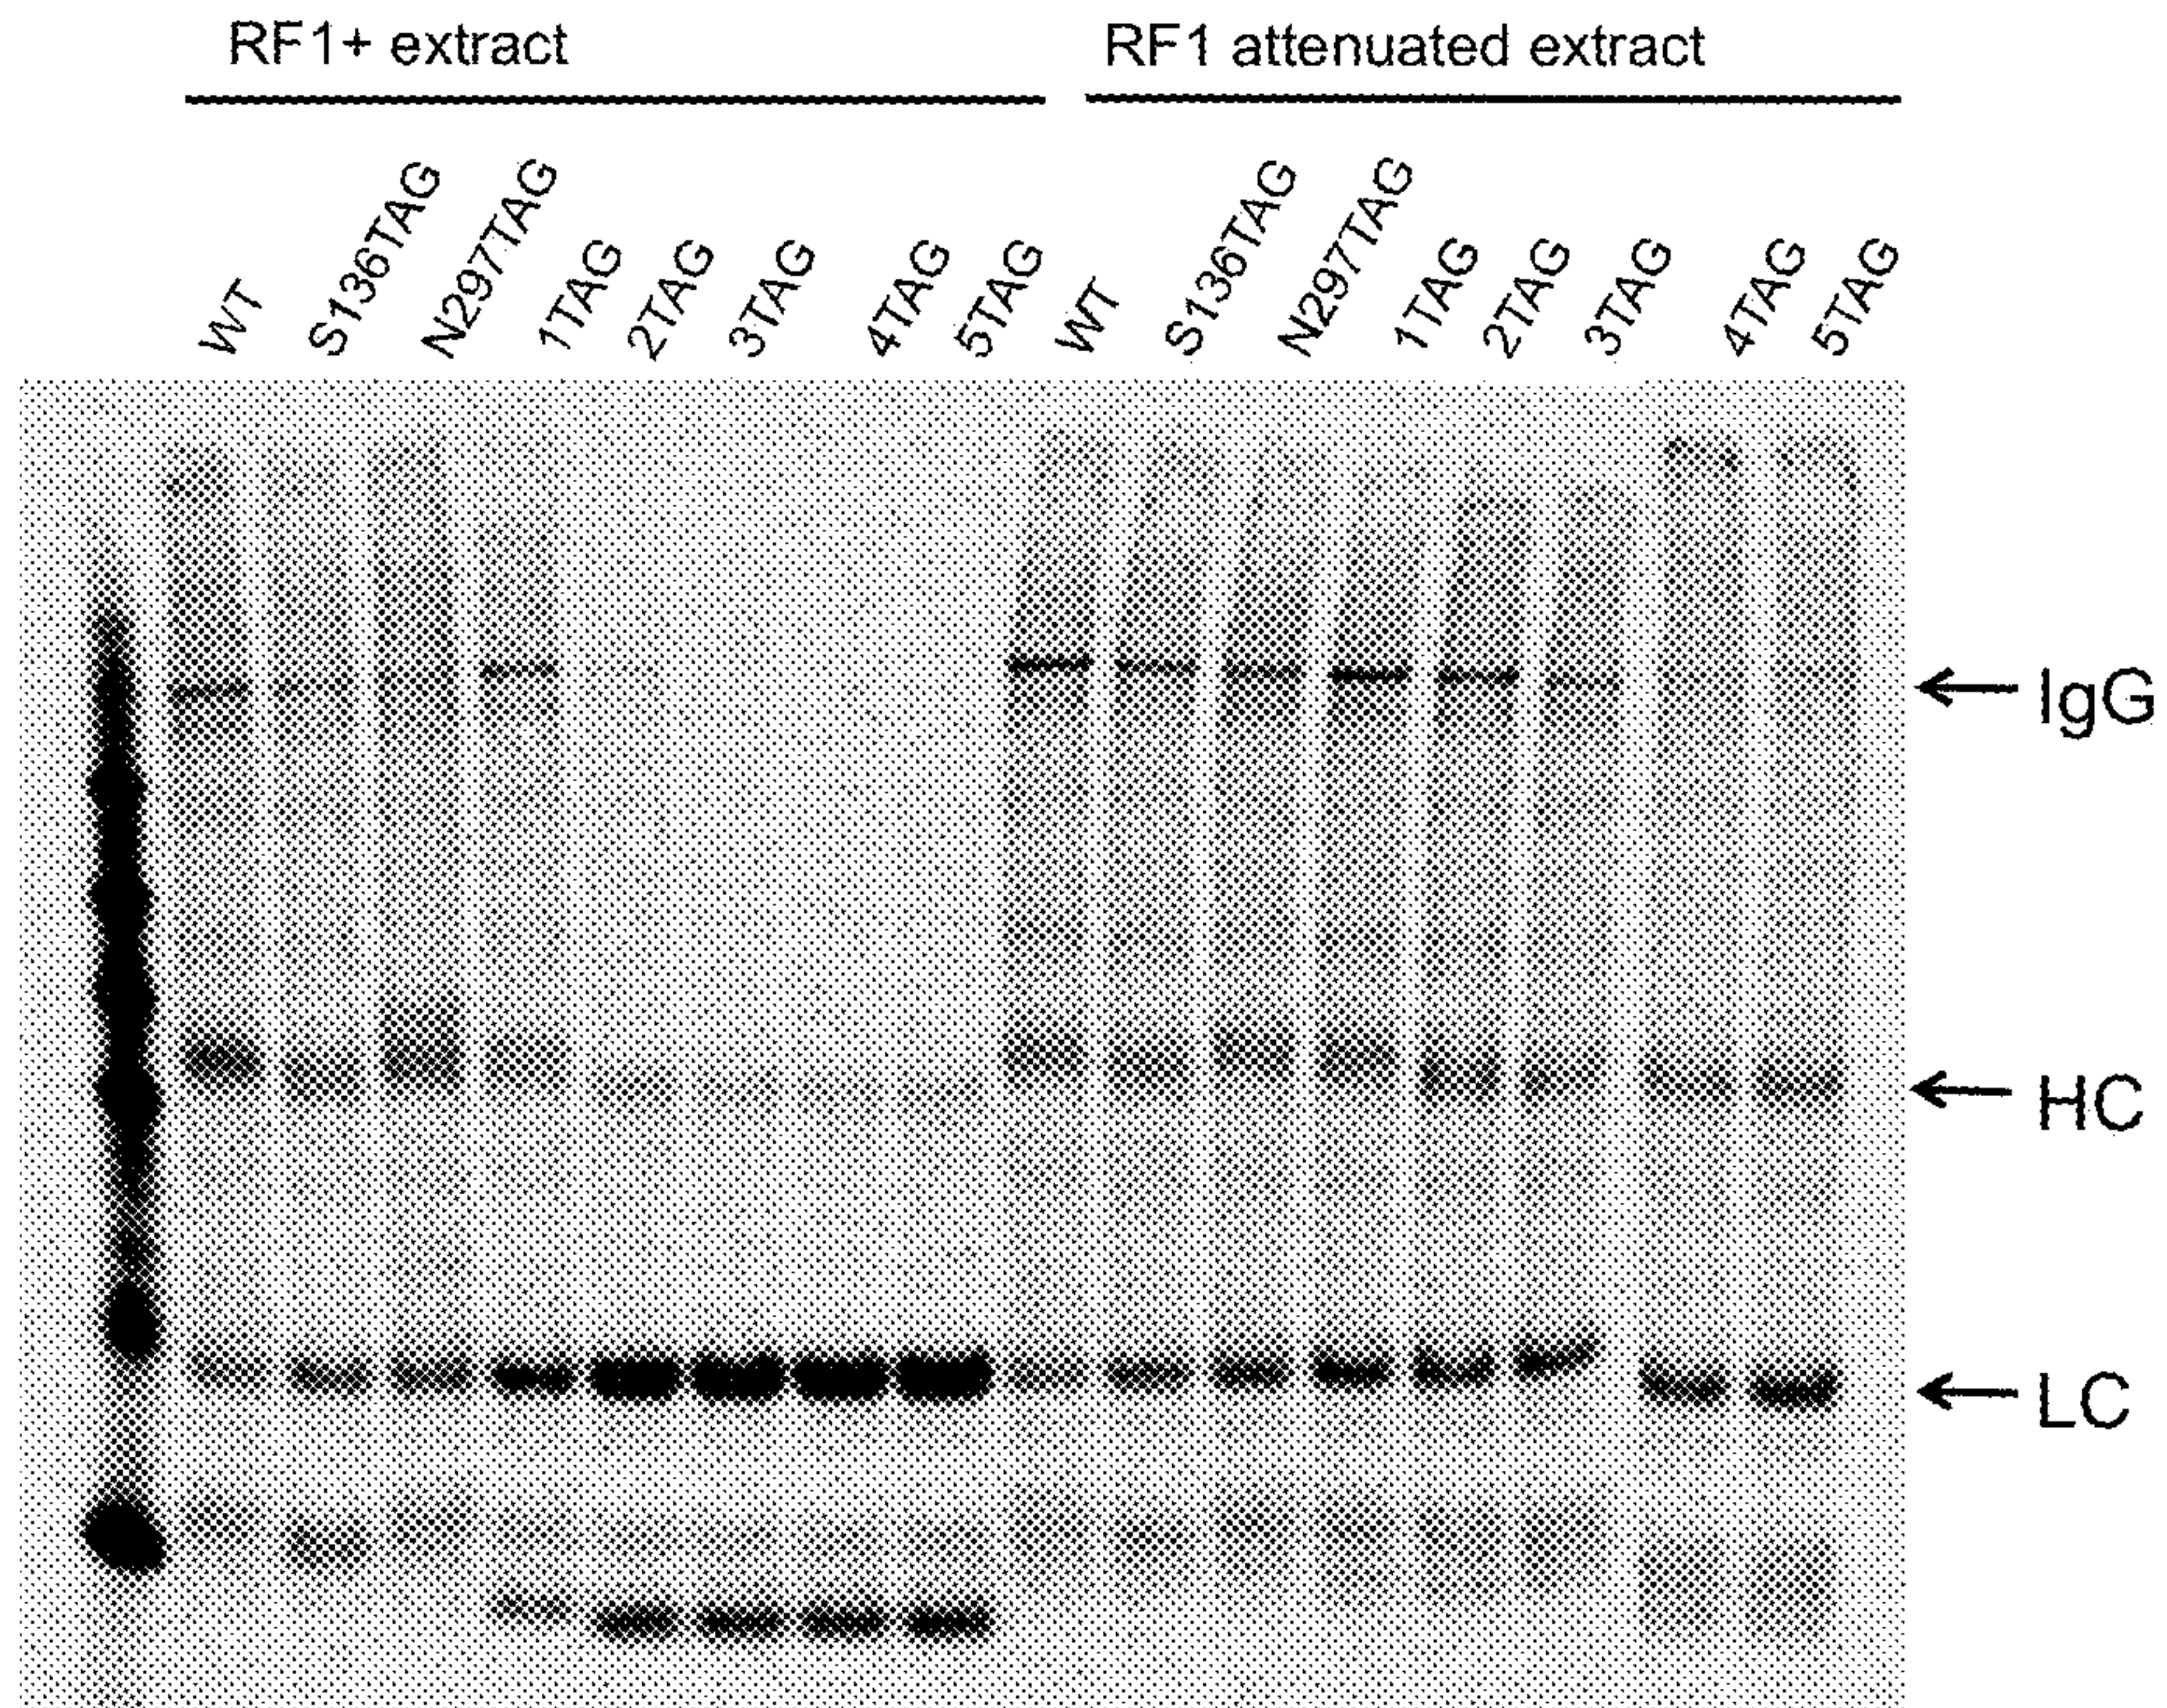 RF1+ extract RF1 attenuated extract
WT S136TAG N297TAG 1TAG 2TAG 3TAG 4TAG 5TAG WT S136TAG N297TAG 1TAG 2TAG 3TAG 4TAG 5TAG
IgG
HC
LC